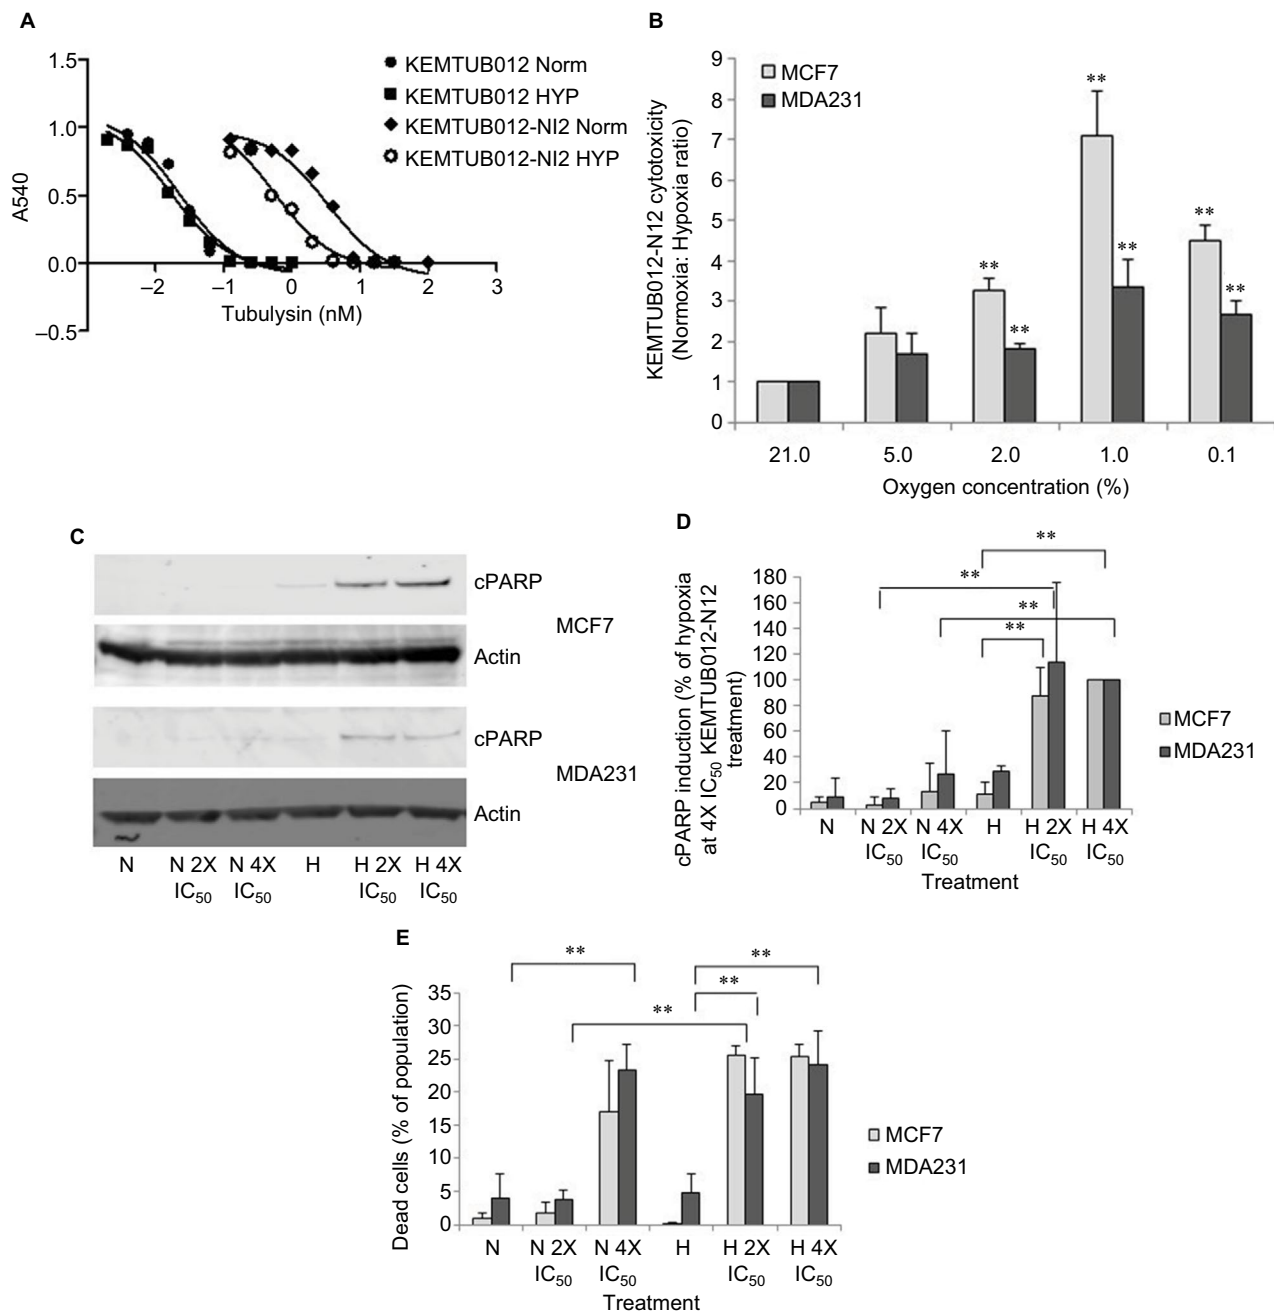 A
1.5
1.0
0.5
0.0
–0.5
A540
–2
–1
0
1
2
3
Tubulysin (nM)
KEMTUB012 Norm
KEMTUB012 HYP
KEMTUB012-NI2 Norm
KEMTUB012-NI2 HYP
B
KEMTUB012-N12 cytotoxicity
(Normoxia: Hypoxia ratio)
9
8
7
6
5
4
3
2
1
0
MCF7
MDA231
**
**
**
**
**
**
21.0
5.0
2.0
1.0
0.1
Oxygen concentration (%)
C
cPARP
MCF7
Actin
cPARP
MDA231
Actin
N
N 2X
IC50
N 4X
IC50
H
H 2X
IC50
H 4X
IC50
D
cPARP induction (% of hypoxia
at 4X IC50 KEMTUB012-N12
treatment)
180
160
140
120
100
80
60
40
20
0
**
**
**
**
MCF7
MDA231
N
N 2X
IC50
N 4X
IC50
H
H 2X
IC50
H 4X
IC50
Treatment
E
Dead cells (% of population)
35
30
25
20
15
10
5
0
**
**
**
**
MCF7
MDA231
N
N 2X
IC50
N 4X
IC50
H
H 2X
IC50
H 4X
IC50
Treatment